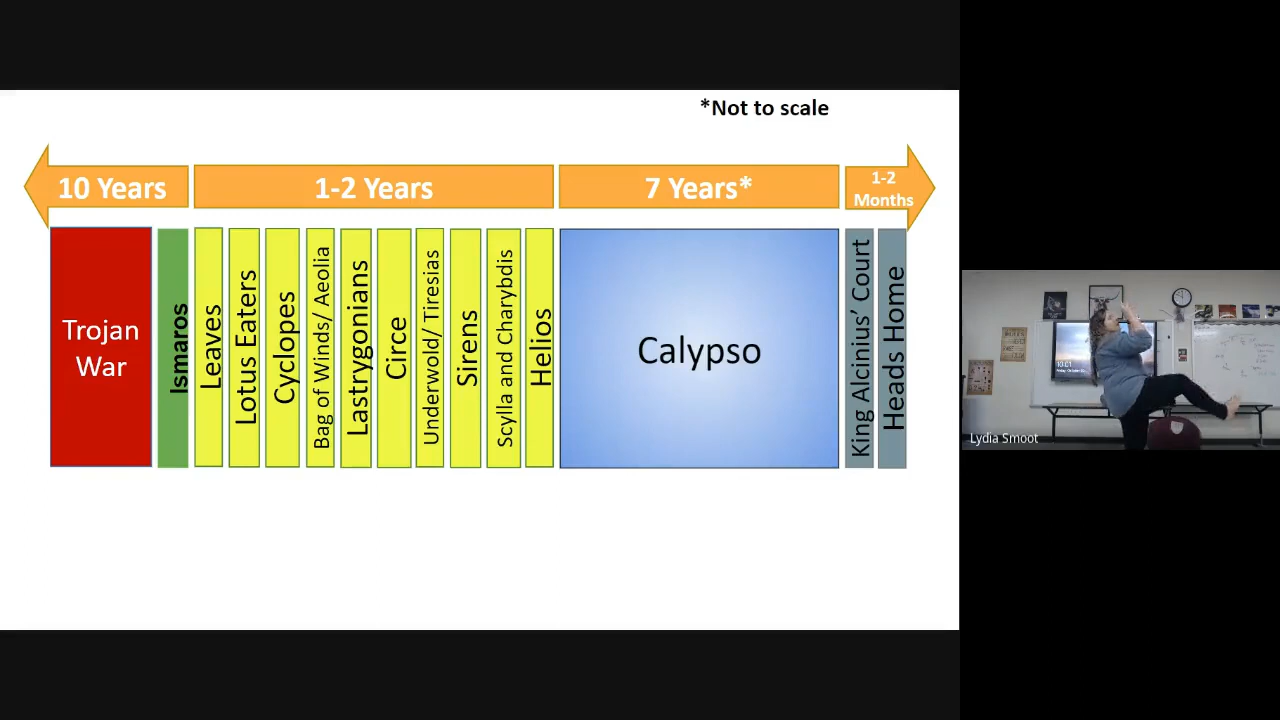 *Not to scale
10 Years
1-2 Years
7 Years*
1-2
Months
Trojan
War
Ismaros
Leaves
Lotus Eaters
Cyclopes
Bag of Winds/ Aeolia
Lastrygonians
Circe
Underwold/ Tiresias
Sirens
Scylla and Charybdis
Helios
Calypso
King Alcinius’ Court
Heads Home
10:01
Lydia Smoot